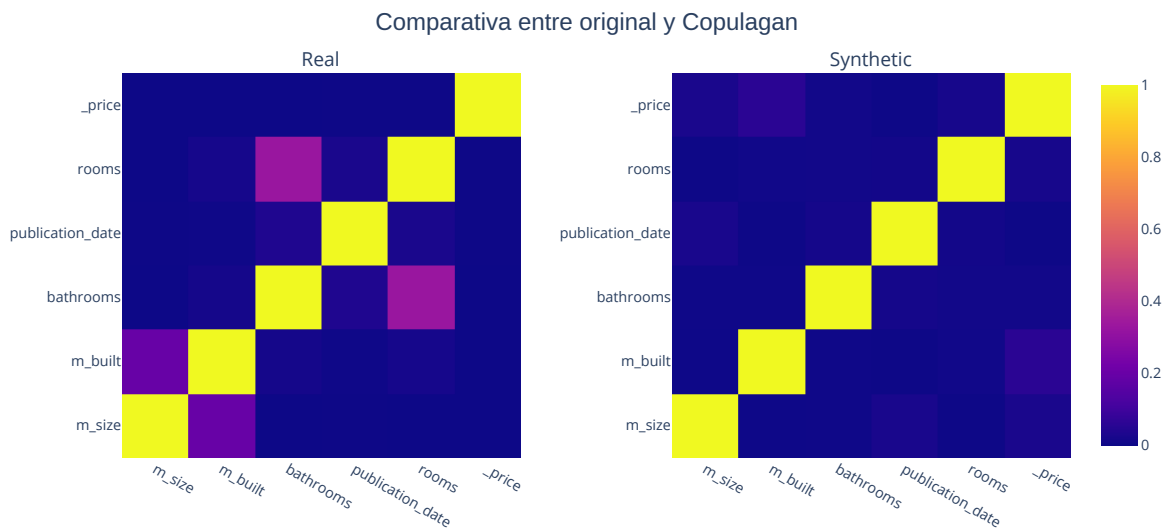 Comparativa entre original y Copulagan
Real
Synthetic
_price
rooms
publication_date
bathrooms
m_built
m_size
m_size
m_built
bathrooms
publication_date
rooms
_price
_price
rooms
publication_date
bathrooms
m_built
m_size
m_size
m_built
bathrooms
publication_date
rooms
_price
1
0.8
0.6
0.4
0.2
0